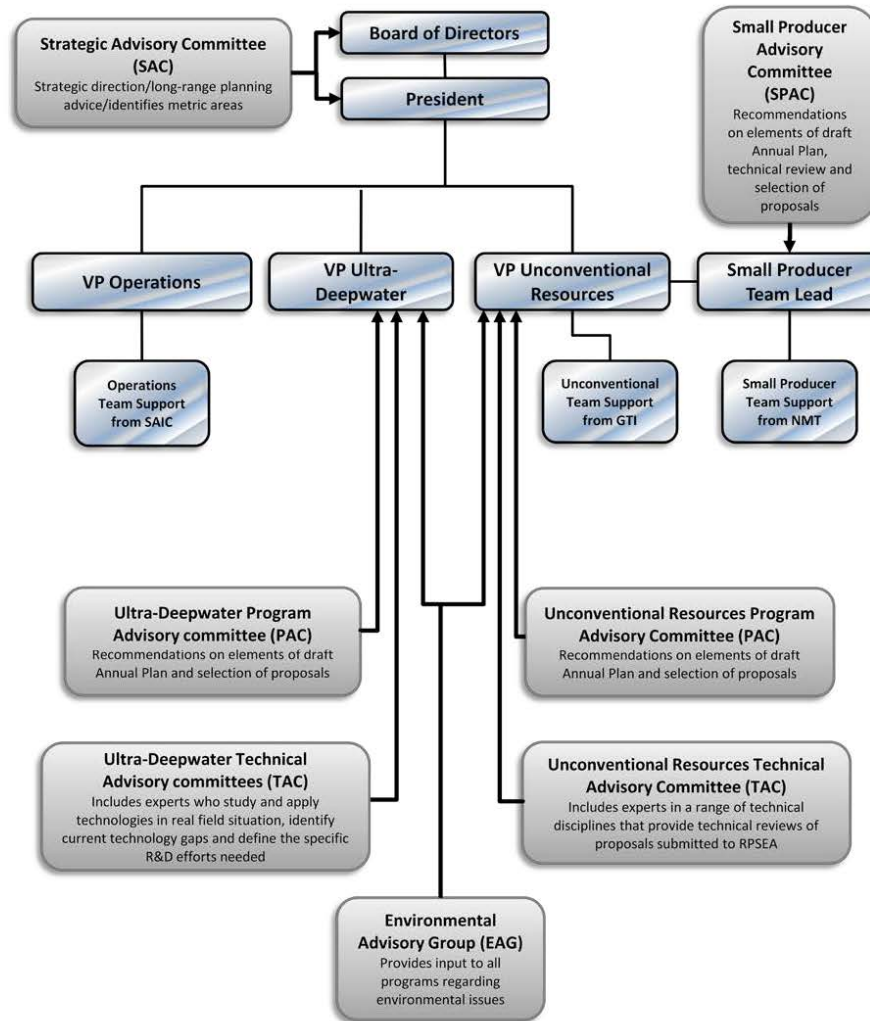 Strategic Advisory Committee
(SAC)
Strategic direction/long-range planning
advice/identifies metric areas
Board of Directors
President
Small Producer
Advisory
Committee
(SPAC)
Recommendations
on elements of draft
Annual Plan,
technical review and
selection of
proposals
VP Operations
VP Ultra-
Deepwater
VP Unconventional
Resources
Small Producer
Team Lead
Operations
Team Support
from SAIC
Unconventional
Team Support
from GTI
Small Producer
Team Support
from NMT
Ultra-Deepwater Program
Advisory committee (PAC)
Recommendations on elements of draft
Annual Plan and selection of proposals
Unconventional Resources Program
Advisory Committee (PAC)
Recommendations on elements of draft
Annual Plan and selection of proposals
Ultra-Deepwater Technical
Advisory committees (TAC)
Includes experts who study and apply
technologies in real field situation, identify
current technology gaps and define the specific
R&D efforts needed
Unconventional Resources Technical
Advisory Committee (TAC)
Includes experts in a range of technical
disciplines that provide technical reviews of
proposals submitted to RPSEA
Environmental
Advisory Group (EAG)
Provides input to all
programs regarding
environmental issues